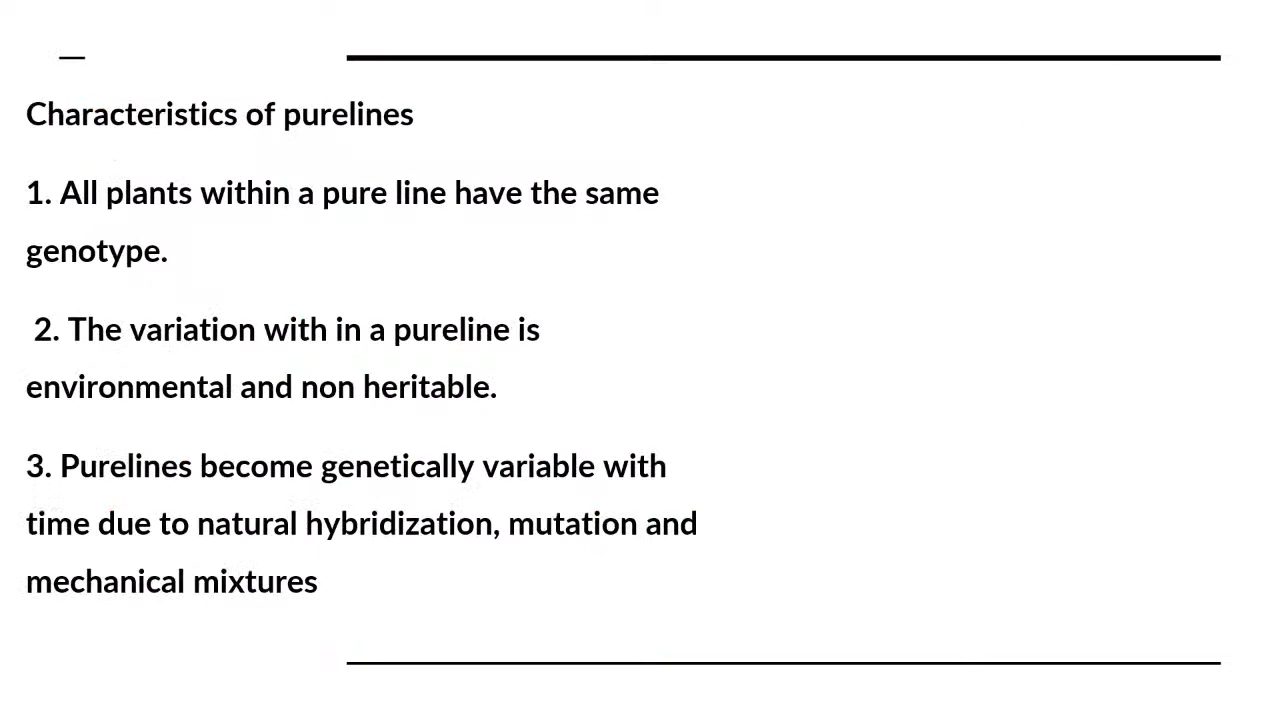 Characteristics of purelines
1. All plants within a pure line have the same
genotype.
2. The variation with in a pureline is
environmental and non heritable.
3. Purelines become genetically variable with
time due to natural hybridization, mutation and
mechanical mixtures